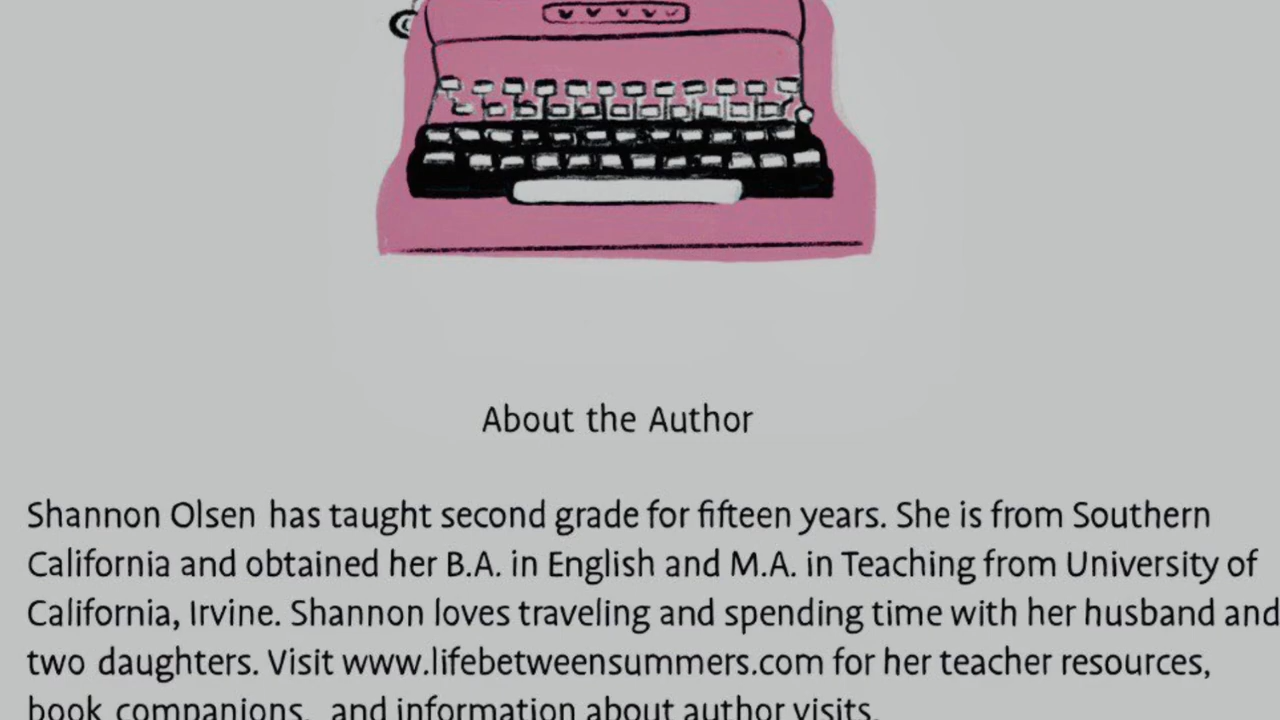 About the Author
Shannon Olsen has taught second grade for fifteen years. She is from Southern
California and obtained her B.A. in English and M.A. in Teaching from University of
California, Irvine. Shannon loves traveling and spending time with her husband and
two daughters. Visit www.lifebetweensummers.com for her teacher resources,
book companions, and information about author visits.